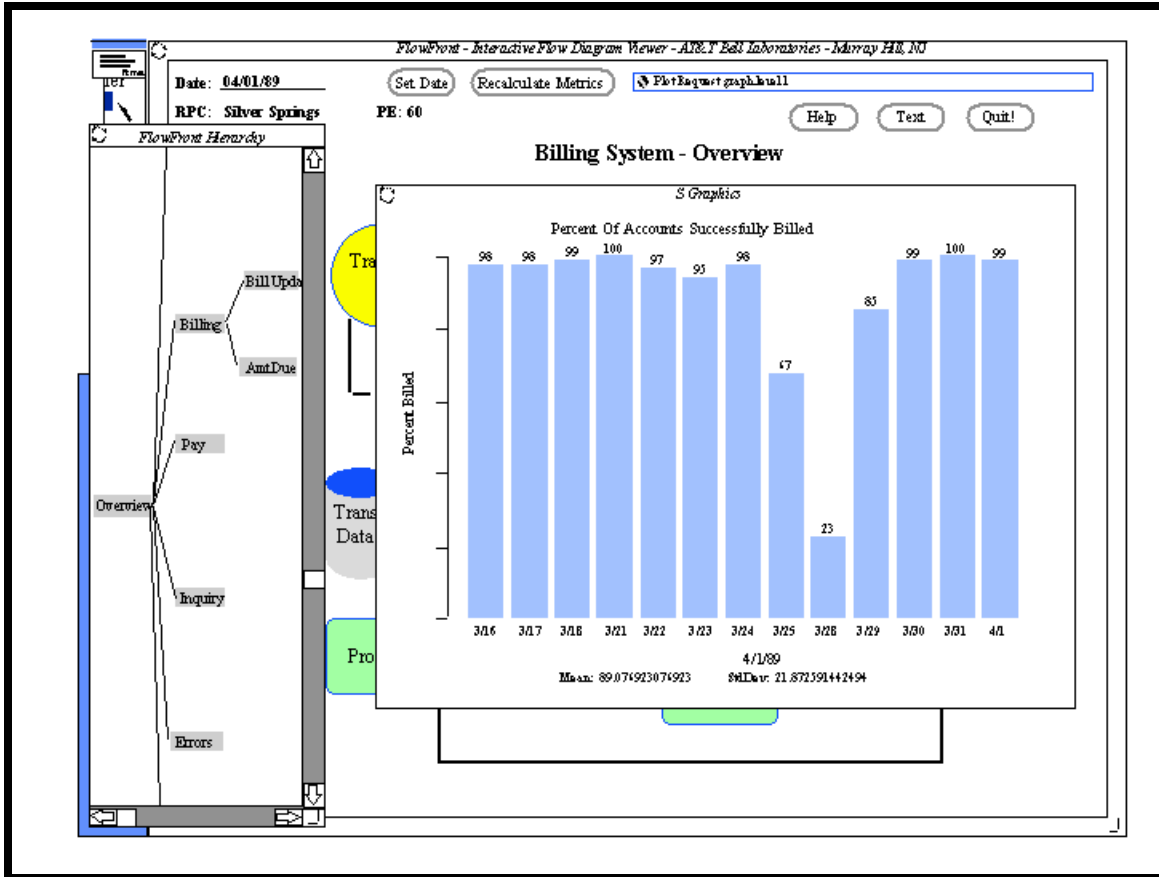 FlowFront - Interactive Flow Diagram Viewer - AT&T Bell Laboratories - Murray Hill, NJ
Date: 04/01/89
Set Date
Recalculate Metrics
PlotRequest graph.buull
RPC: Silver Springs
PE: 60
Help
Text
Quit!
FlowFront Hierarchy
Billing System - Overview
Overview
Billing
Bill Upda
AmtDue
Pay
Inquiry
Errors
Tra
Trans
Data
Pro
S Graphics
Percent Of Accounts Successfully Billed
Percent Billed
98 98 99 100 97 95 98 67 23 85 99 100 99
3/16 3/17 3/18 3/21 3/22 3/23 3/24 3/25 3/28 3/29 3/30 3/31 4/1
4/1/89
Mean: 89.076923076923 StdDev: 21.872591442494